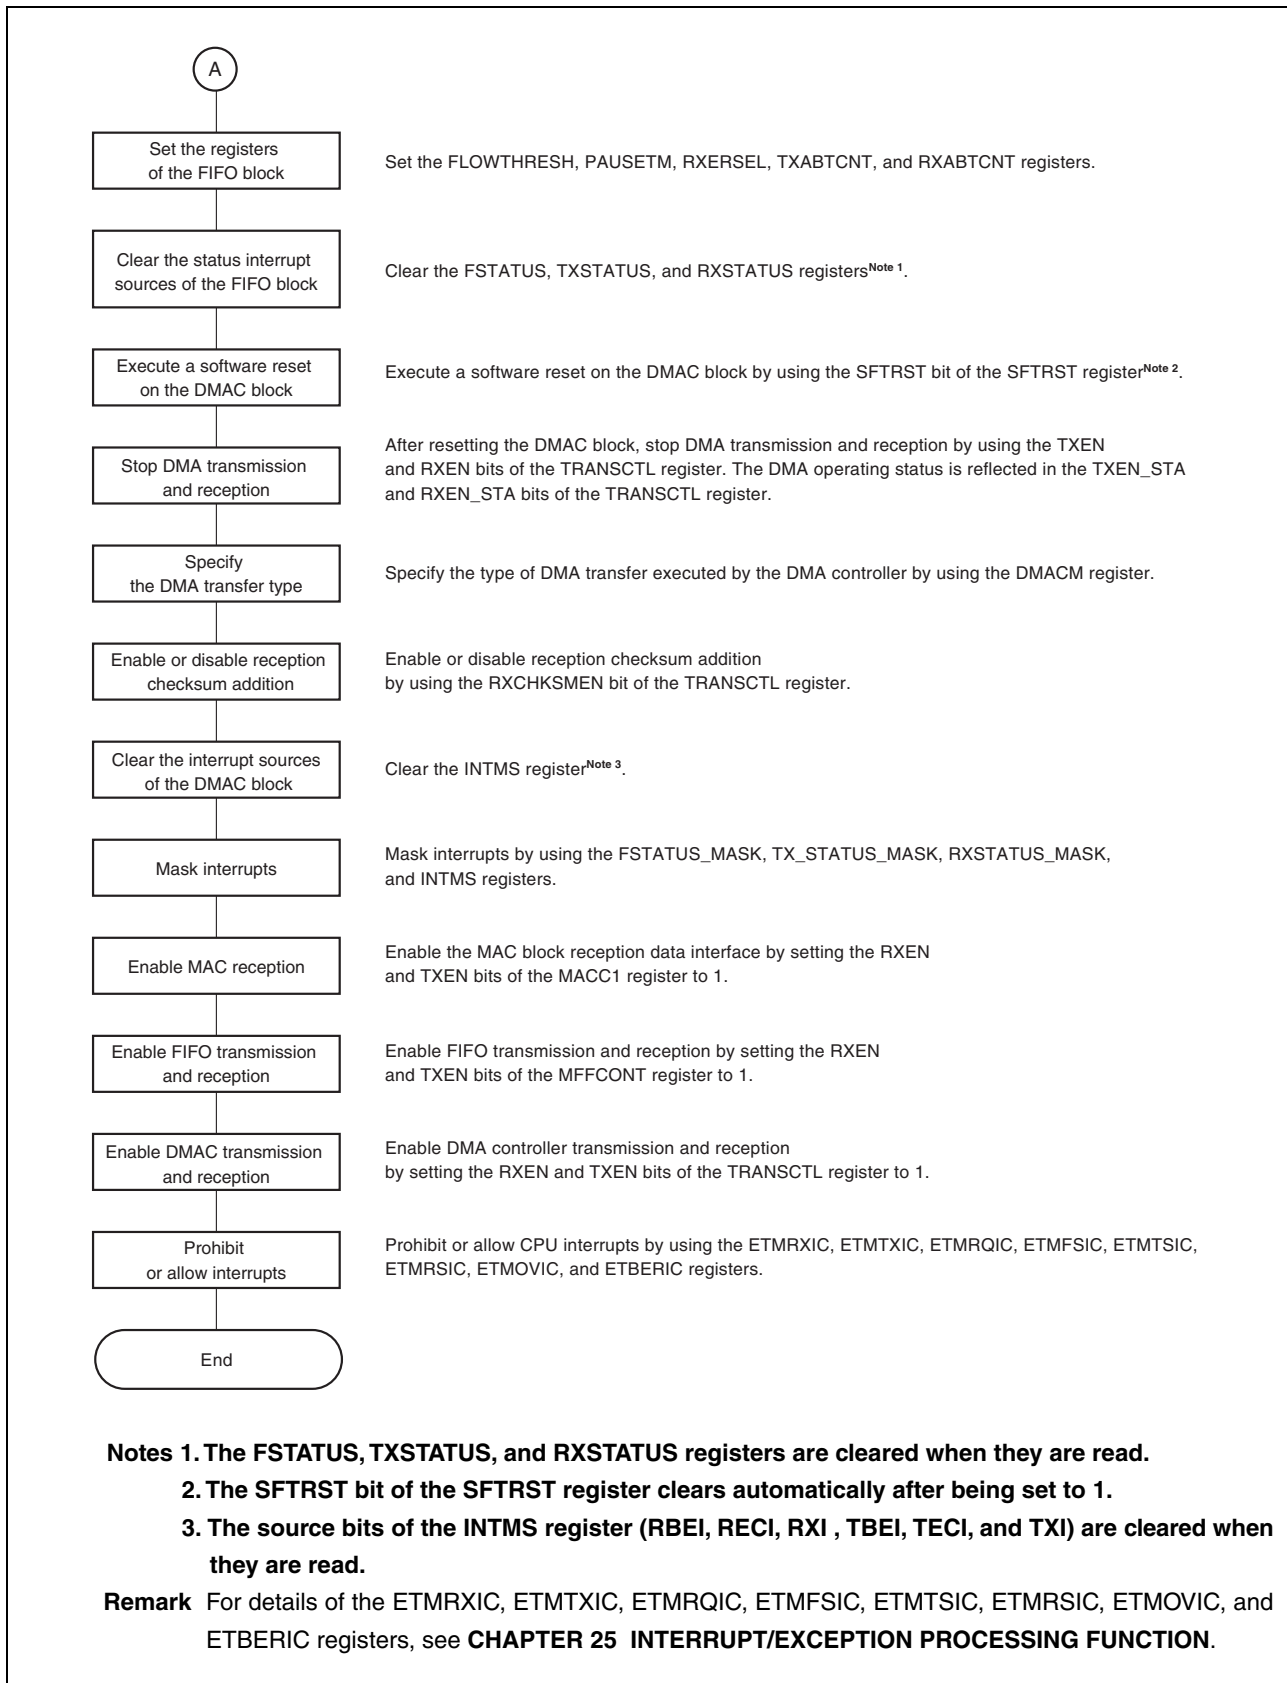 A
Set the registers
of the FIFO block
Set the FLOWTHRESH, PAUSETM, RXERSEL, TXABTCNT, and RXABTCNT registers.
Clear the status interrupt
sources of the FIFO block
Clear the FSTATUS, TXSTATUS, and RXSTATUS registersNote 1.
Execute a software reset
on the DMAC block
Execute a software reset on the DMAC block by using the SFTRST bit of the SFTRST registerNote 2.
Stop DMA transmission
and reception
After resetting the DMAC block, stop DMA transmission and reception by using the TXEN
and RXEN bits of the TRANSCTL register. The DMA operating status is reflected in the TXEN_STA
and RXEN_STA bits of the TRANSCTL register.
Specify
the DMA transfer type
Specify the type of DMA transfer executed by the DMA controller by using the DMACM register.
Enable or disable reception
checksum addition
Enable or disable reception checksum addition
by using the RXCHKSMEN bit of the TRANSCTL register.
Clear the interrupt sources
of the DMAC block
Clear the INTMS registerNote 3.
Mask interrupts
Mask interrupts by using the FSTATUS_MASK, TX_STATUS_MASK, RXSTATUS_MASK,
and INTMS registers.
Enable MAC reception
Enable the MAC block reception data interface by setting the RXEN
and TXEN bits of the MACC1 register to 1.
Enable FIFO transmission
and reception
Enable FIFO transmission and reception by setting the RXEN
and TXEN bits of the MFFCONT register to 1.
Enable DMAC transmission
and reception
Enable DMA controller transmission and reception
by setting the RXEN and TXEN bits of the TRANSCTL register to 1.
Prohibit
or allow interrupts
Prohibit or allow CPU interrupts by using the ETMRXIC, ETMTXIC, ETMRQIC, ETMFSIC, ETMTSIC,
ETMRSIC, ETMOVIC, and ETBERIC registers.
End
Notes 1. The FSTATUS, TXSTATUS, and RXSTATUS registers are cleared when they are read.
2. The SFTRST bit of the SFTRST register clears automatically after being set to 1.
3. The source bits of the INTMS register (RBEI, RECI, RXI , TBEI, TECI, and TXI) are cleared when
they are read.
Remark For details of the ETMRXIC, ETMTXIC, ETMRQIC, ETMFSIC, ETMTSIC, ETMRSIC, ETMOVIC, and
ETBERIC registers, see CHAPTER 25 INTERRUPT/EXCEPTION PROCESSING FUNCTION.